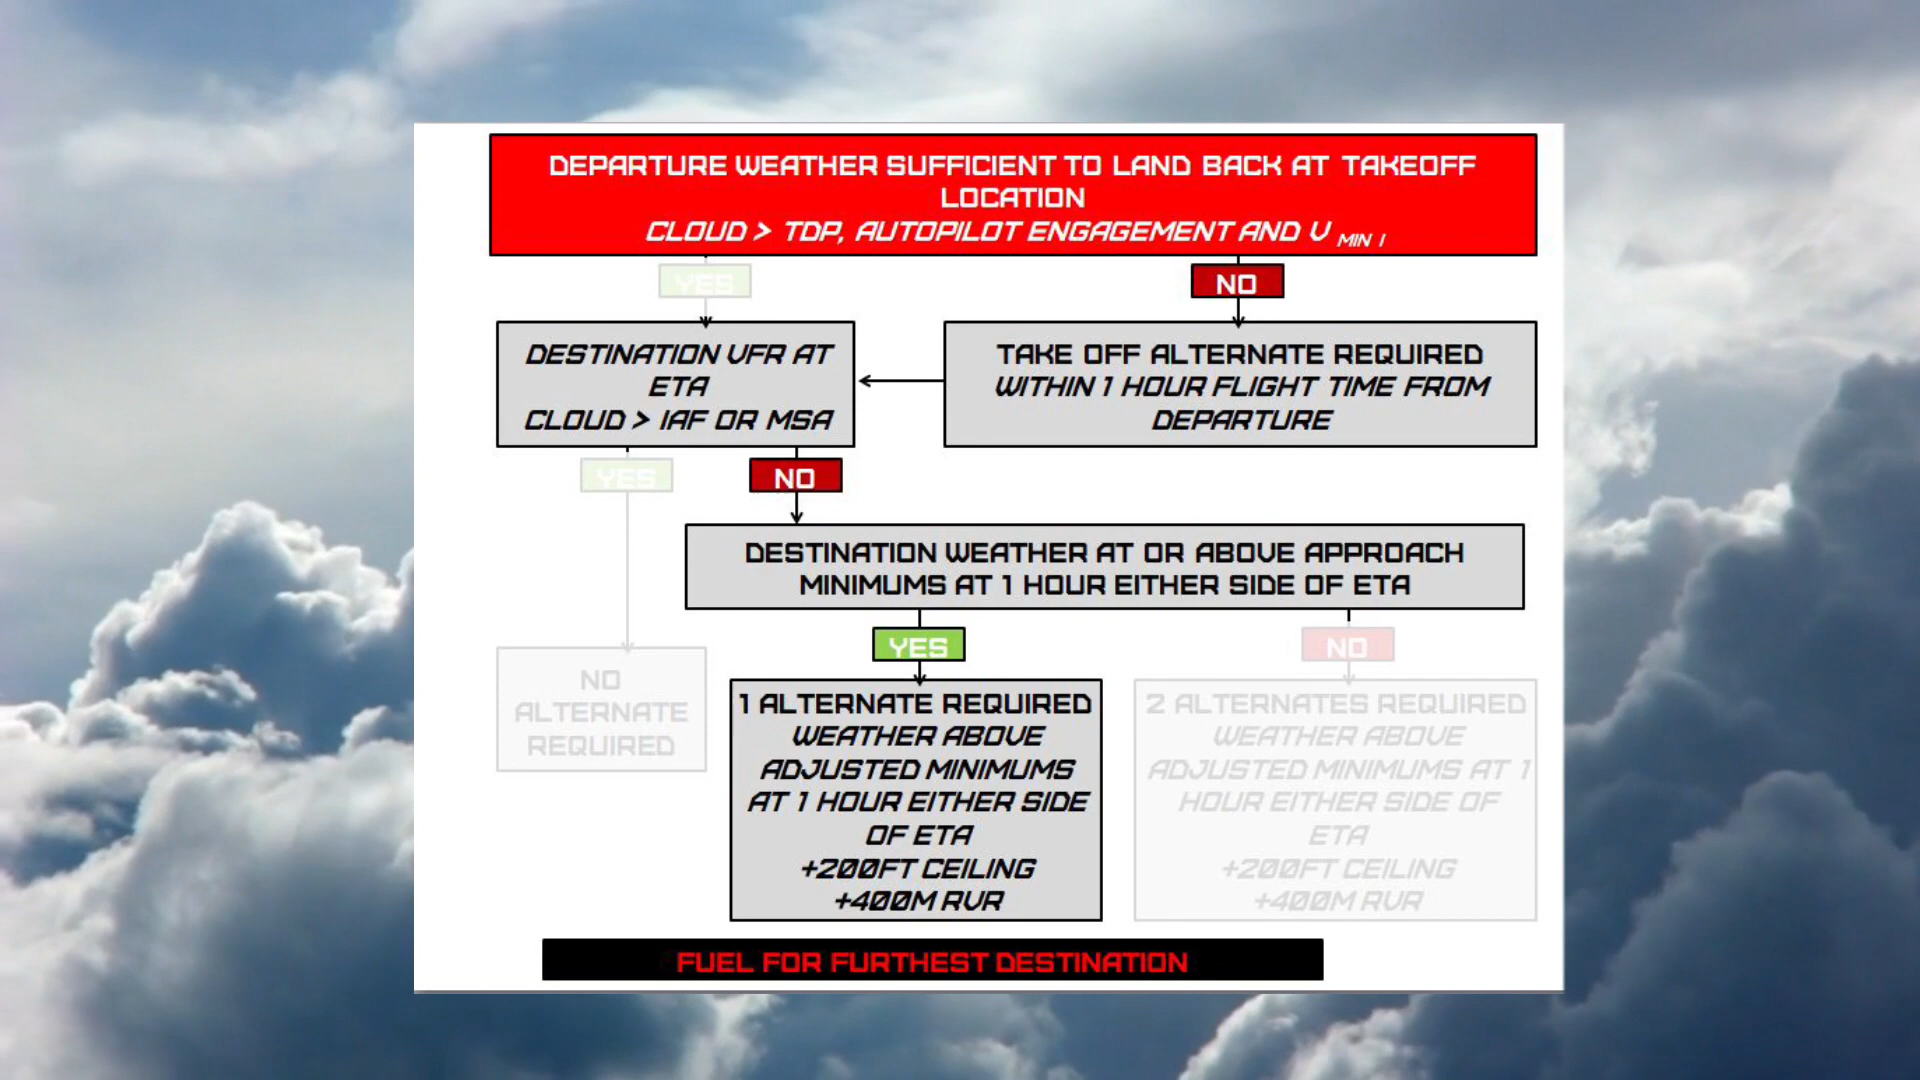 DEPARTURE WEATHER SUFFICIENT TO LAND BACK AT TAKEOFF
LOCATION
CLOUD > TDP, AUTOPILOT ENGAGEMENT AND V MIN I
YES
NO
DESTINATION VFR AT
ETA
CLOUD > IAF OR MSA
TAKE OFF ALTERNATE REQUIRED
WITHIN 1 HOUR FLIGHT TIME FROM
DEPARTURE
YES
NO
DESTINATION WEATHER AT OR ABOVE APPROACH
MINIMUMS AT 1 HOUR EITHER SIDE OF ETA
YES
NO
NO
ALTERNATE
REQUIRED
1 ALTERNATE REQUIRED
WEATHER ABOVE
ADJUSTED MINIMUMS
AT 1 HOUR EITHER SIDE
OF ETA
+200FT CEILING
+400M RVR
2 ALTERNATES REQUIRED
WEATHER ABOVE
ADJUSTED MINIMUMS AT 1
HOUR EITHER SIDE OF
ETA
+200FT CEILING
+400M RVR
FUEL FOR FURTHEST DESTINATION